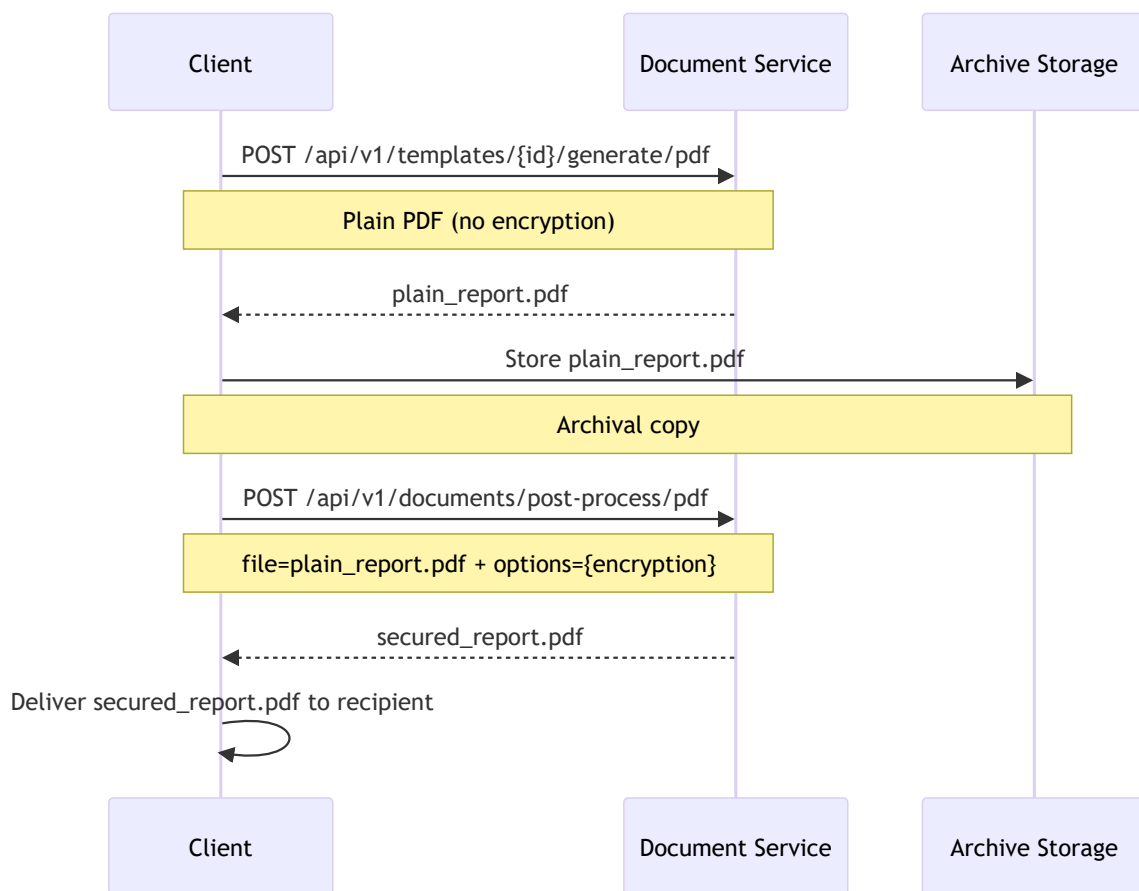 Client
Document Service
Archive Storage
POST /api/v1/templates/{id}/generate/pdf
Plain PDF (no encryption)
plain_report.pdf
Store plain_report.pdf
Archival copy
POST /api/v1/documents/post-process/pdf
file=plain_report.pdf + options={encryption}
secured_report.pdf
Deliver secured_report.pdf to recipient
Client
Document Service
Archive Storage